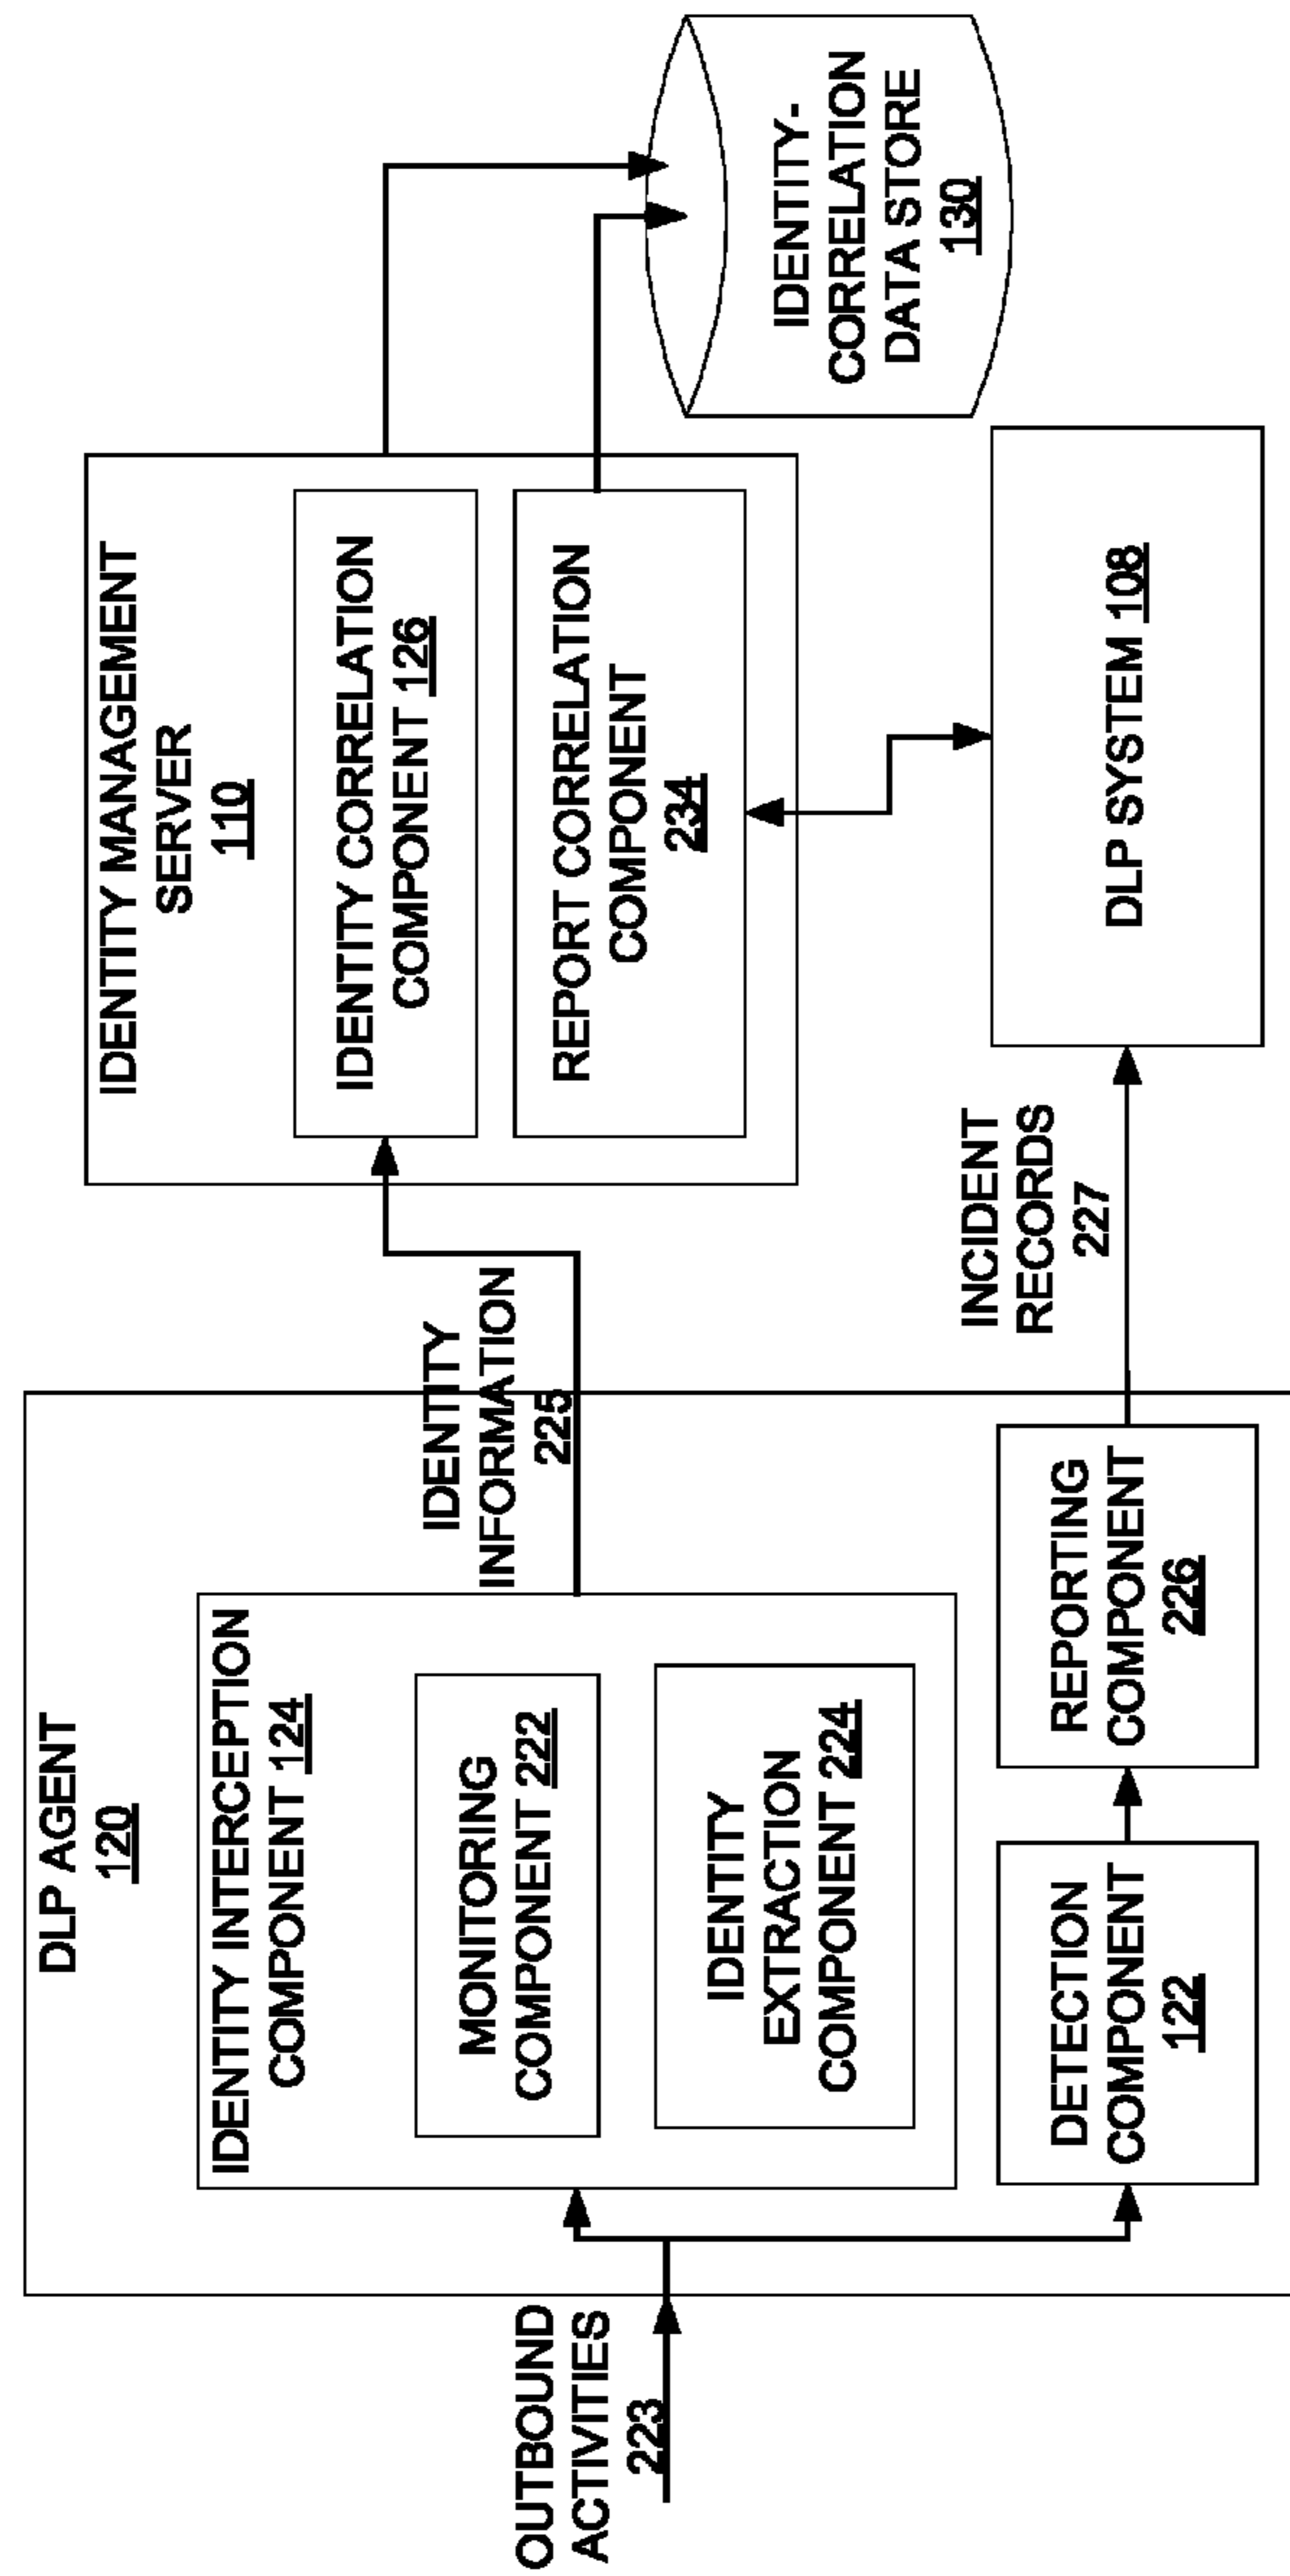 OUTBOUND
ACTIVITIES
223
DLP AGENT
120
IDENTITY INTERCEPTION
COMPONENT 124
MONITORING
COMPONENT 222
IDENTITY
EXTRACTION
COMPONENT 224
DETECTION
COMPONENT
122
REPORTING
COMPONENT
226
IDENTITY
INFORMATION
225
INCIDENT
RECORDS
227
IDENTITY MANAGEMENT
SERVER
110
IDENTITY CORRELATION
COMPONENT 126
REPORT CORRELATION
COMPONENT
234
DLP SYSTEM 108
IDENTITY-
CORRELATION
DATA STORE
130